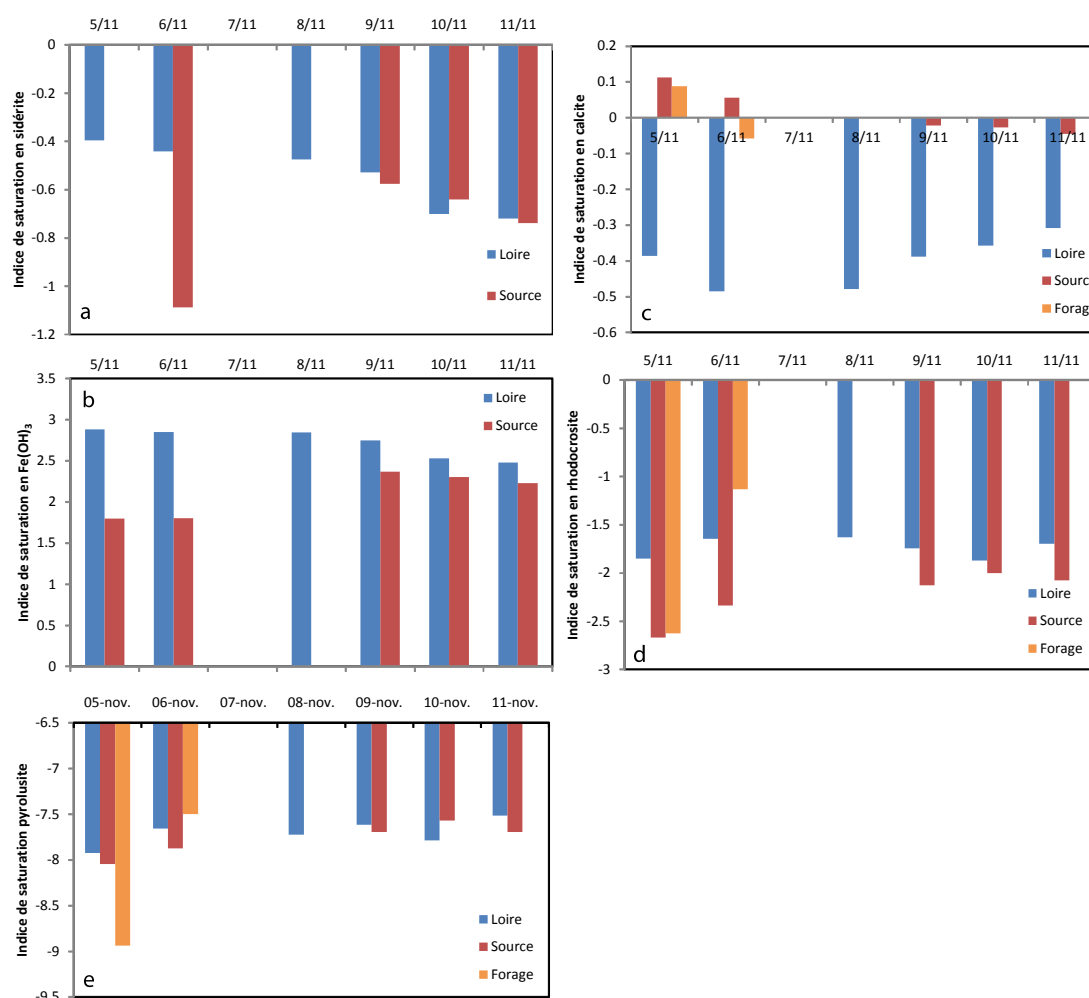 5/11 6/11 7/11 8/11 9/11 10/11 11/11
0
-0.2
-0.4
-0.6
-0.8
-1
-1.2
Indice de saturation en sidérite
Loire
Source
a
0.2
0.1
0
-0.1
-0.2
-0.3
-0.4
-0.5
-0.6
Indice de saturation en calcite
5/11 6/11 7/11 8/11 9/11 10/11 11/11
Loire
Sourc
Forag
c
5/11 6/11 7/11 8/11 9/11 10/11 11/11
3.5
3
2.5
2
1.5
1
0.5
0
Indice de saturation en Fe(OH)3
b
Loire
Source
5/11 6/11 7/11 8/11 9/11 10/11 11/11
0
-0.5
-1
-1.5
-2
-2.5
-3
Indice de saturation en rhodocrosite
Loire
Source
Forage
d
05-nov. 06-nov. 07-nov. 08-nov. 09-nov. 10-nov. 11-nov.
-6.5
-7
-7.5
-8
-8.5
-9
-9.5
Indice de saturation pyrolusite
Loire
Source
Forage
e